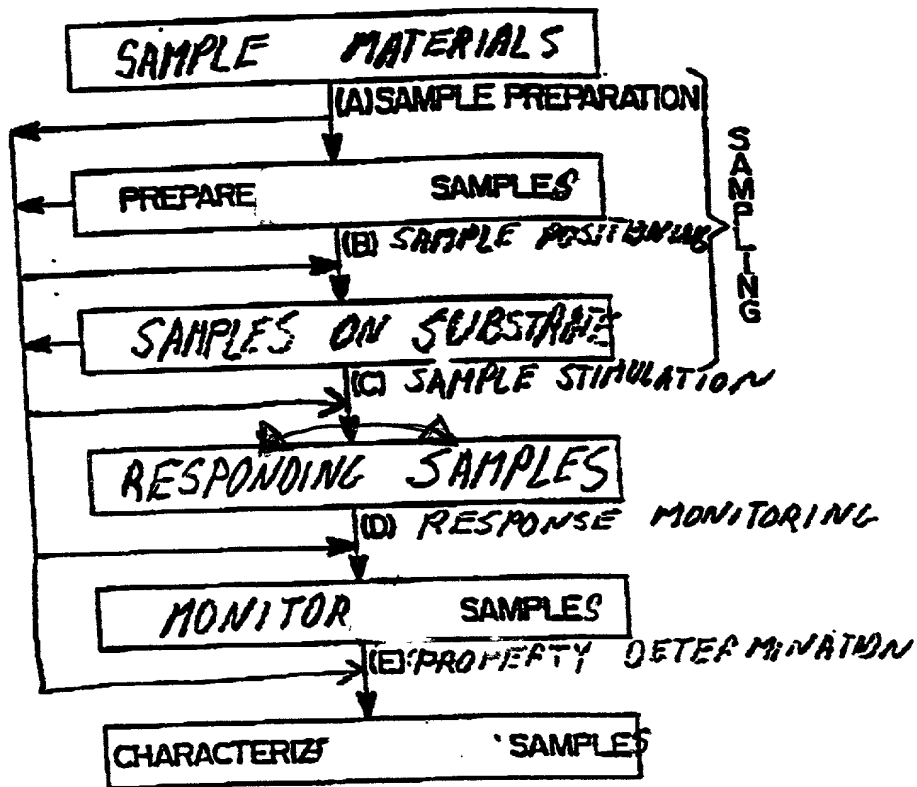 SAMPLE MATERIALS
(A) SAMPLE PREPARATION
SAMPLING
PREPARE SAMPLES
(B) SAMPLE POSITIONING
SAMPLES ON SUBSTRATE
(C) SAMPLE STIMULATION
RESPONDING SAMPLES
(D) RESPONSE MONITORING
MONITOR SAMPLES
(E) PROPERTY DETERMINATION
CHARACTERIZE SAMPLES